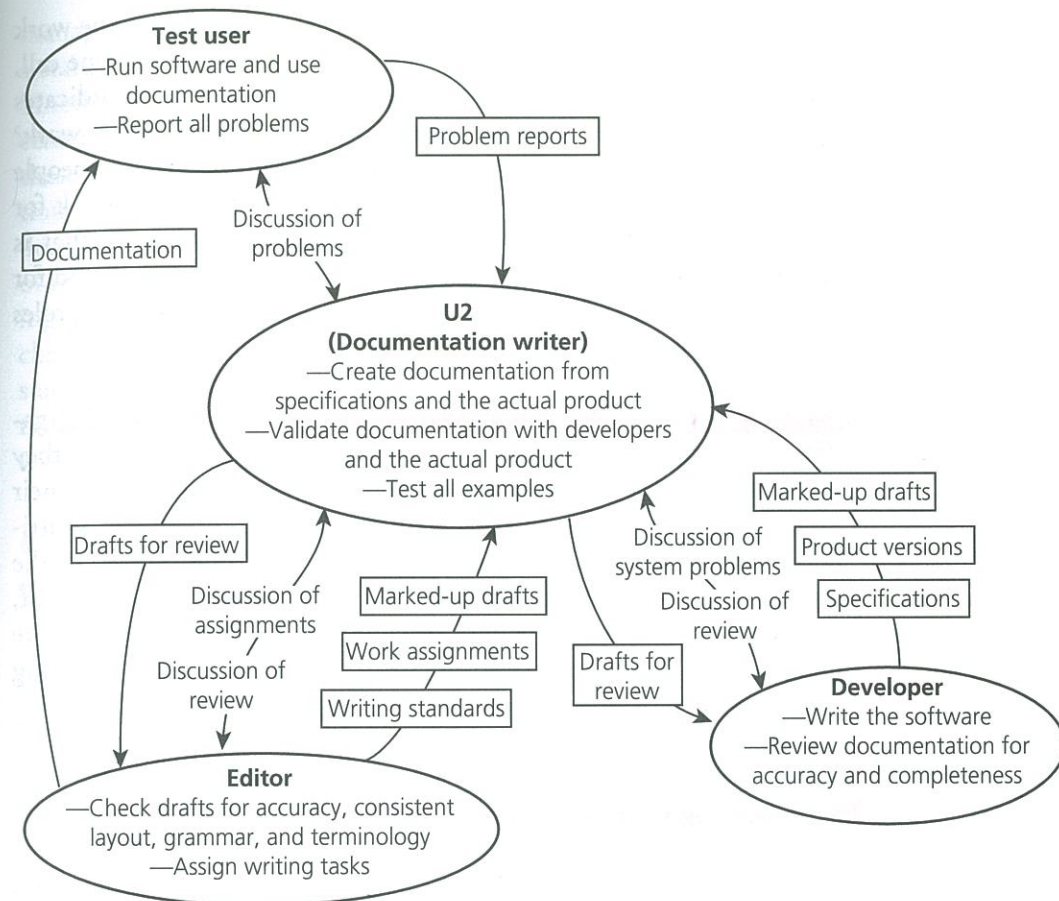 Test user
—Run software and use
documentation
—Report all problems
Problem reports
Discussion of
problems
Documentation
U2
(Documentation writer)
—Create documentation from
specifications and the actual product
—Validate documentation with developers
and the actual product
—Test all examples
Drafts for review
Discussion of
assignments
Discussion of
review
Marked-up drafts
Work assignments
Writing standards
Discussion of
system problems
Discussion of
review
Drafts for
review
Marked-up drafts
Product versions
Specifications
Developer
—Write the software
—Review documentation for
accuracy and completeness
Editor
—Check drafts for accuracy, consistent
layout, grammar, and terminology
—Assign writing tasks